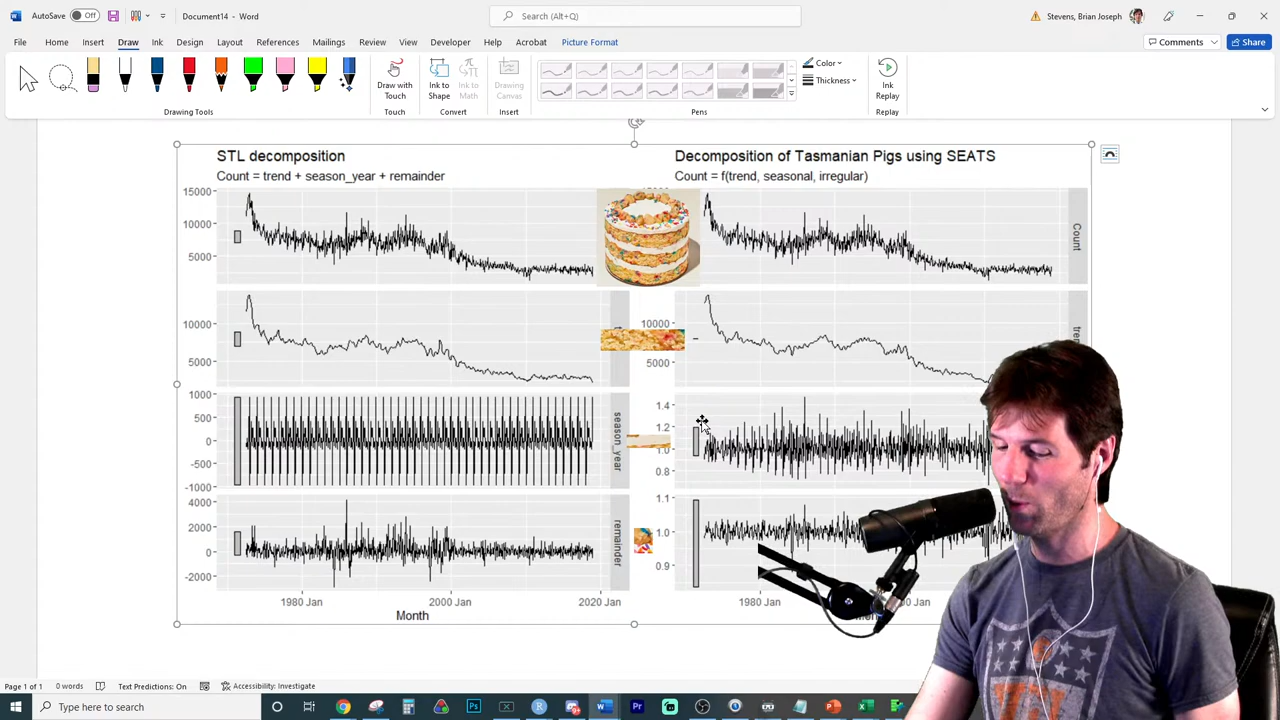 AutoSave Off Document14 - Word Search (Alt+Q) Stevens, Brian Joseph
File Home Insert Draw Ink Design Layout References Mailings Review View Developer Help Acrobat Picture Format Comments Share
Draw with Touch
Ink to Shape
Ink to Math
Drawing Canvas
Color
Thickness
Ink Replay
Drawing Tools Touch Convert Insert Pens Replay
STL decomposition
Count = trend + season_year + remainder
15000
10000
5000
10000
5000
1000
500
0
-500
-1000
season_year
4000
2000
0
-2000
remainder
1980 Jan 2000 Jan 2020 Jan
Month
Decomposition of Tasmanian Pigs using SEATS
Count = f(trend, seasonal, irregular)
Count
10000
5000
1.4
1.2
1.0
0.8
1.1
1.0
0.9
1980 Jan
Page 1 of 1 0 words Text Predictions: On Accessibility: Investigate
Type here to search